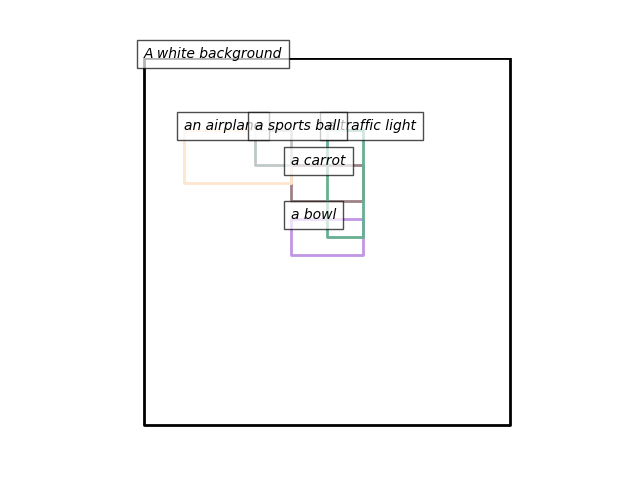 A white background
an airplane
a sports ball
a traffic light
a carrot
a bowl